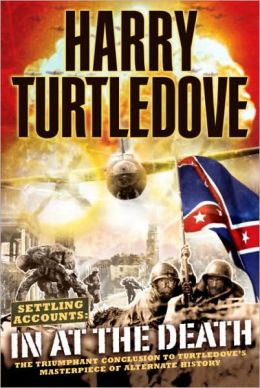 HARRY
TURTLEDOVE
SETTLING
ACCOUNTS:
IN AT THE DEATH
THE TRIUMPHANT CONCLUSION TO TURTLEDOVE'S
MASTERPIECE OF ALTERNATE HISTORY